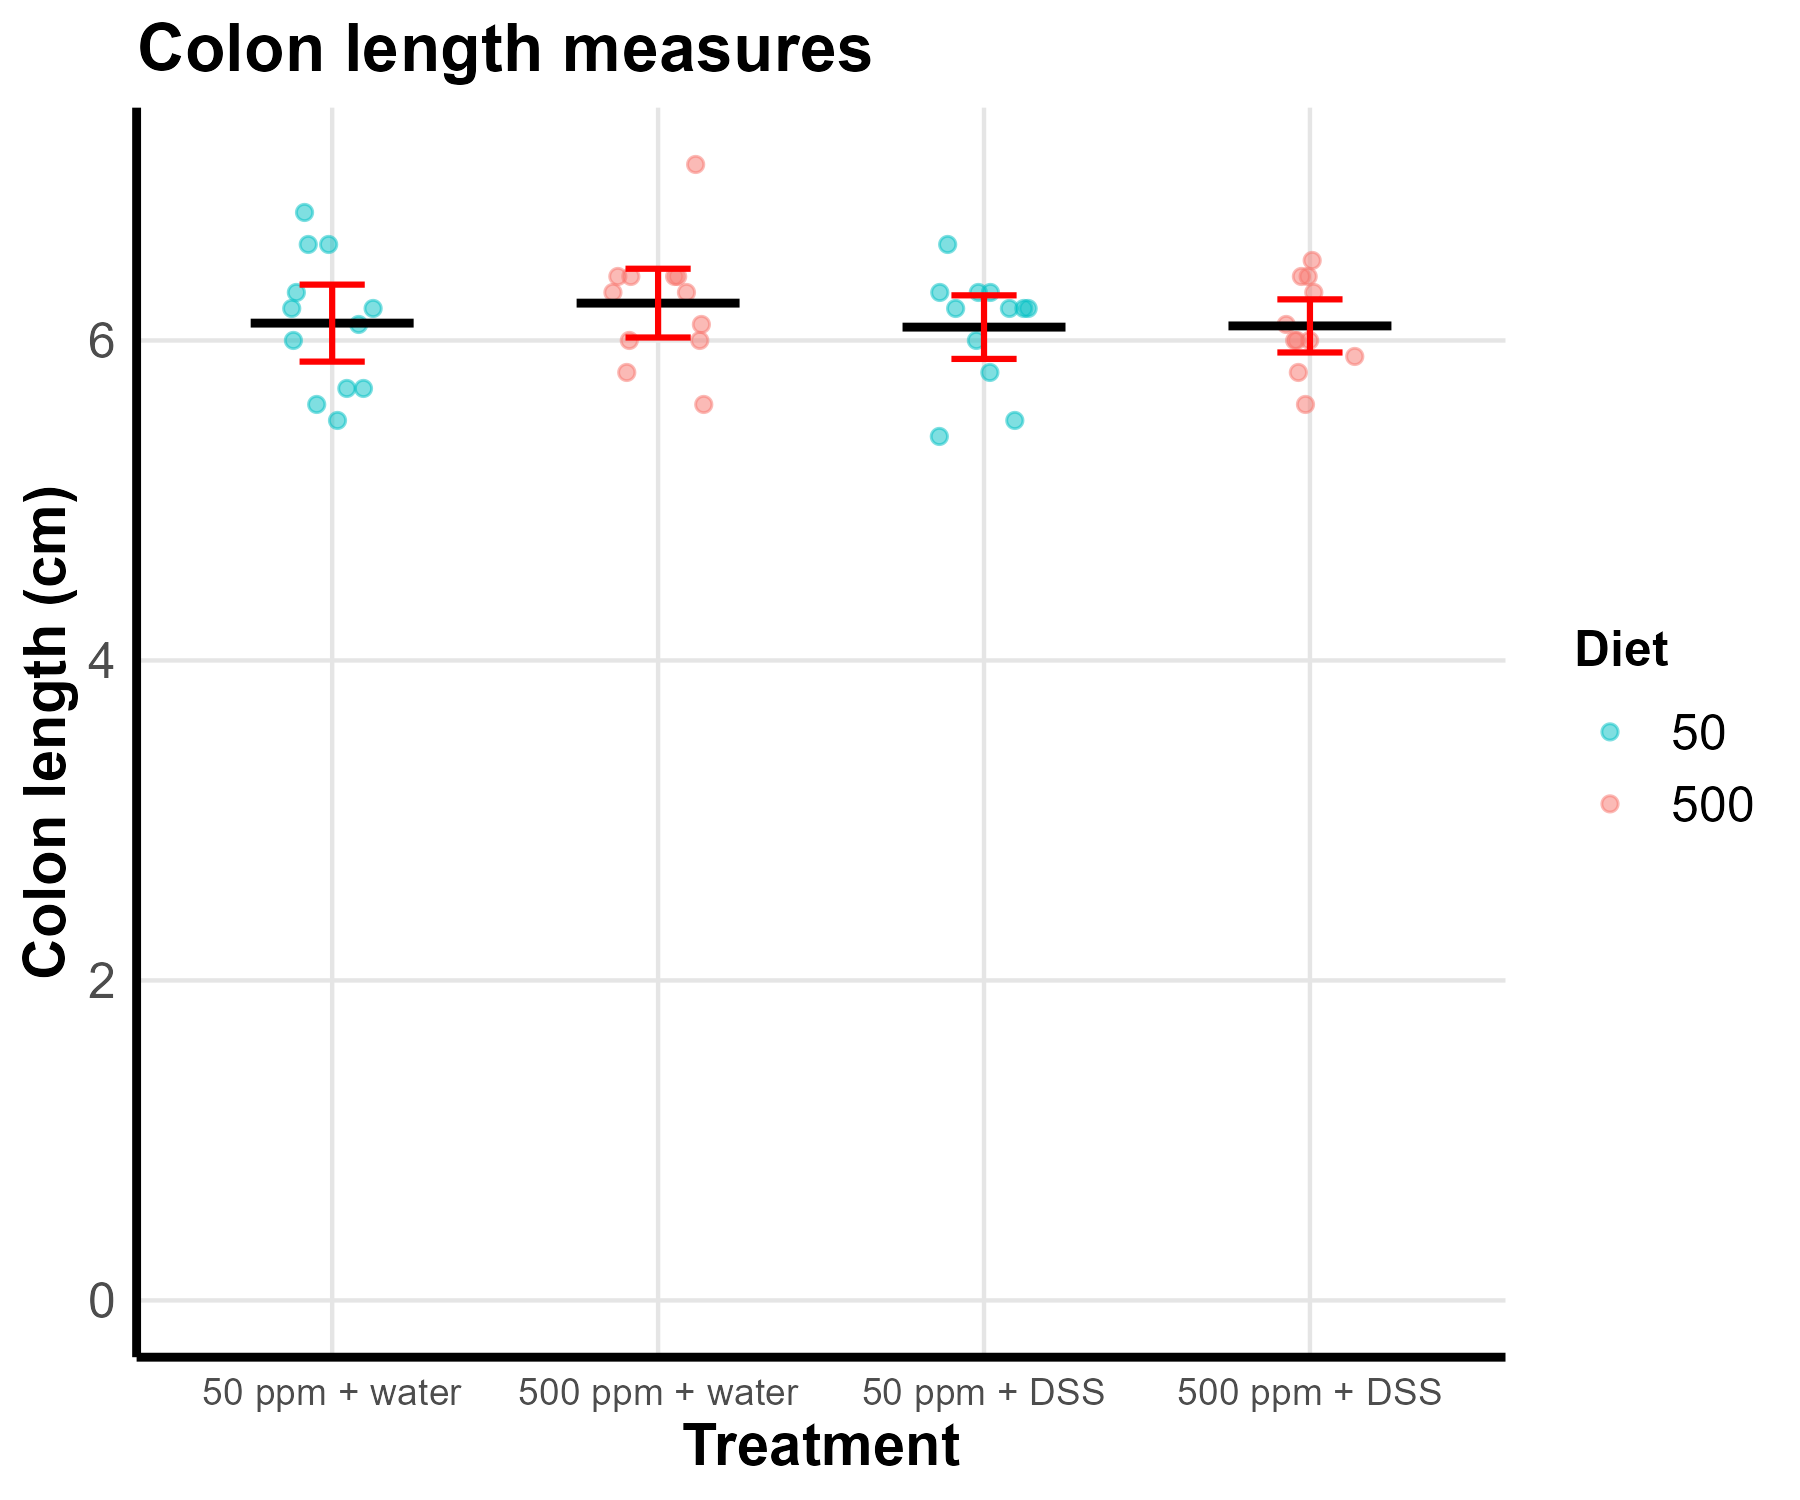 Colon length measures
Colon length (cm)
6
4
2
0
50 ppm + water
500 ppm + water
50 ppm + DSS
500 ppm + DSS
Treatment
Diet
50
500